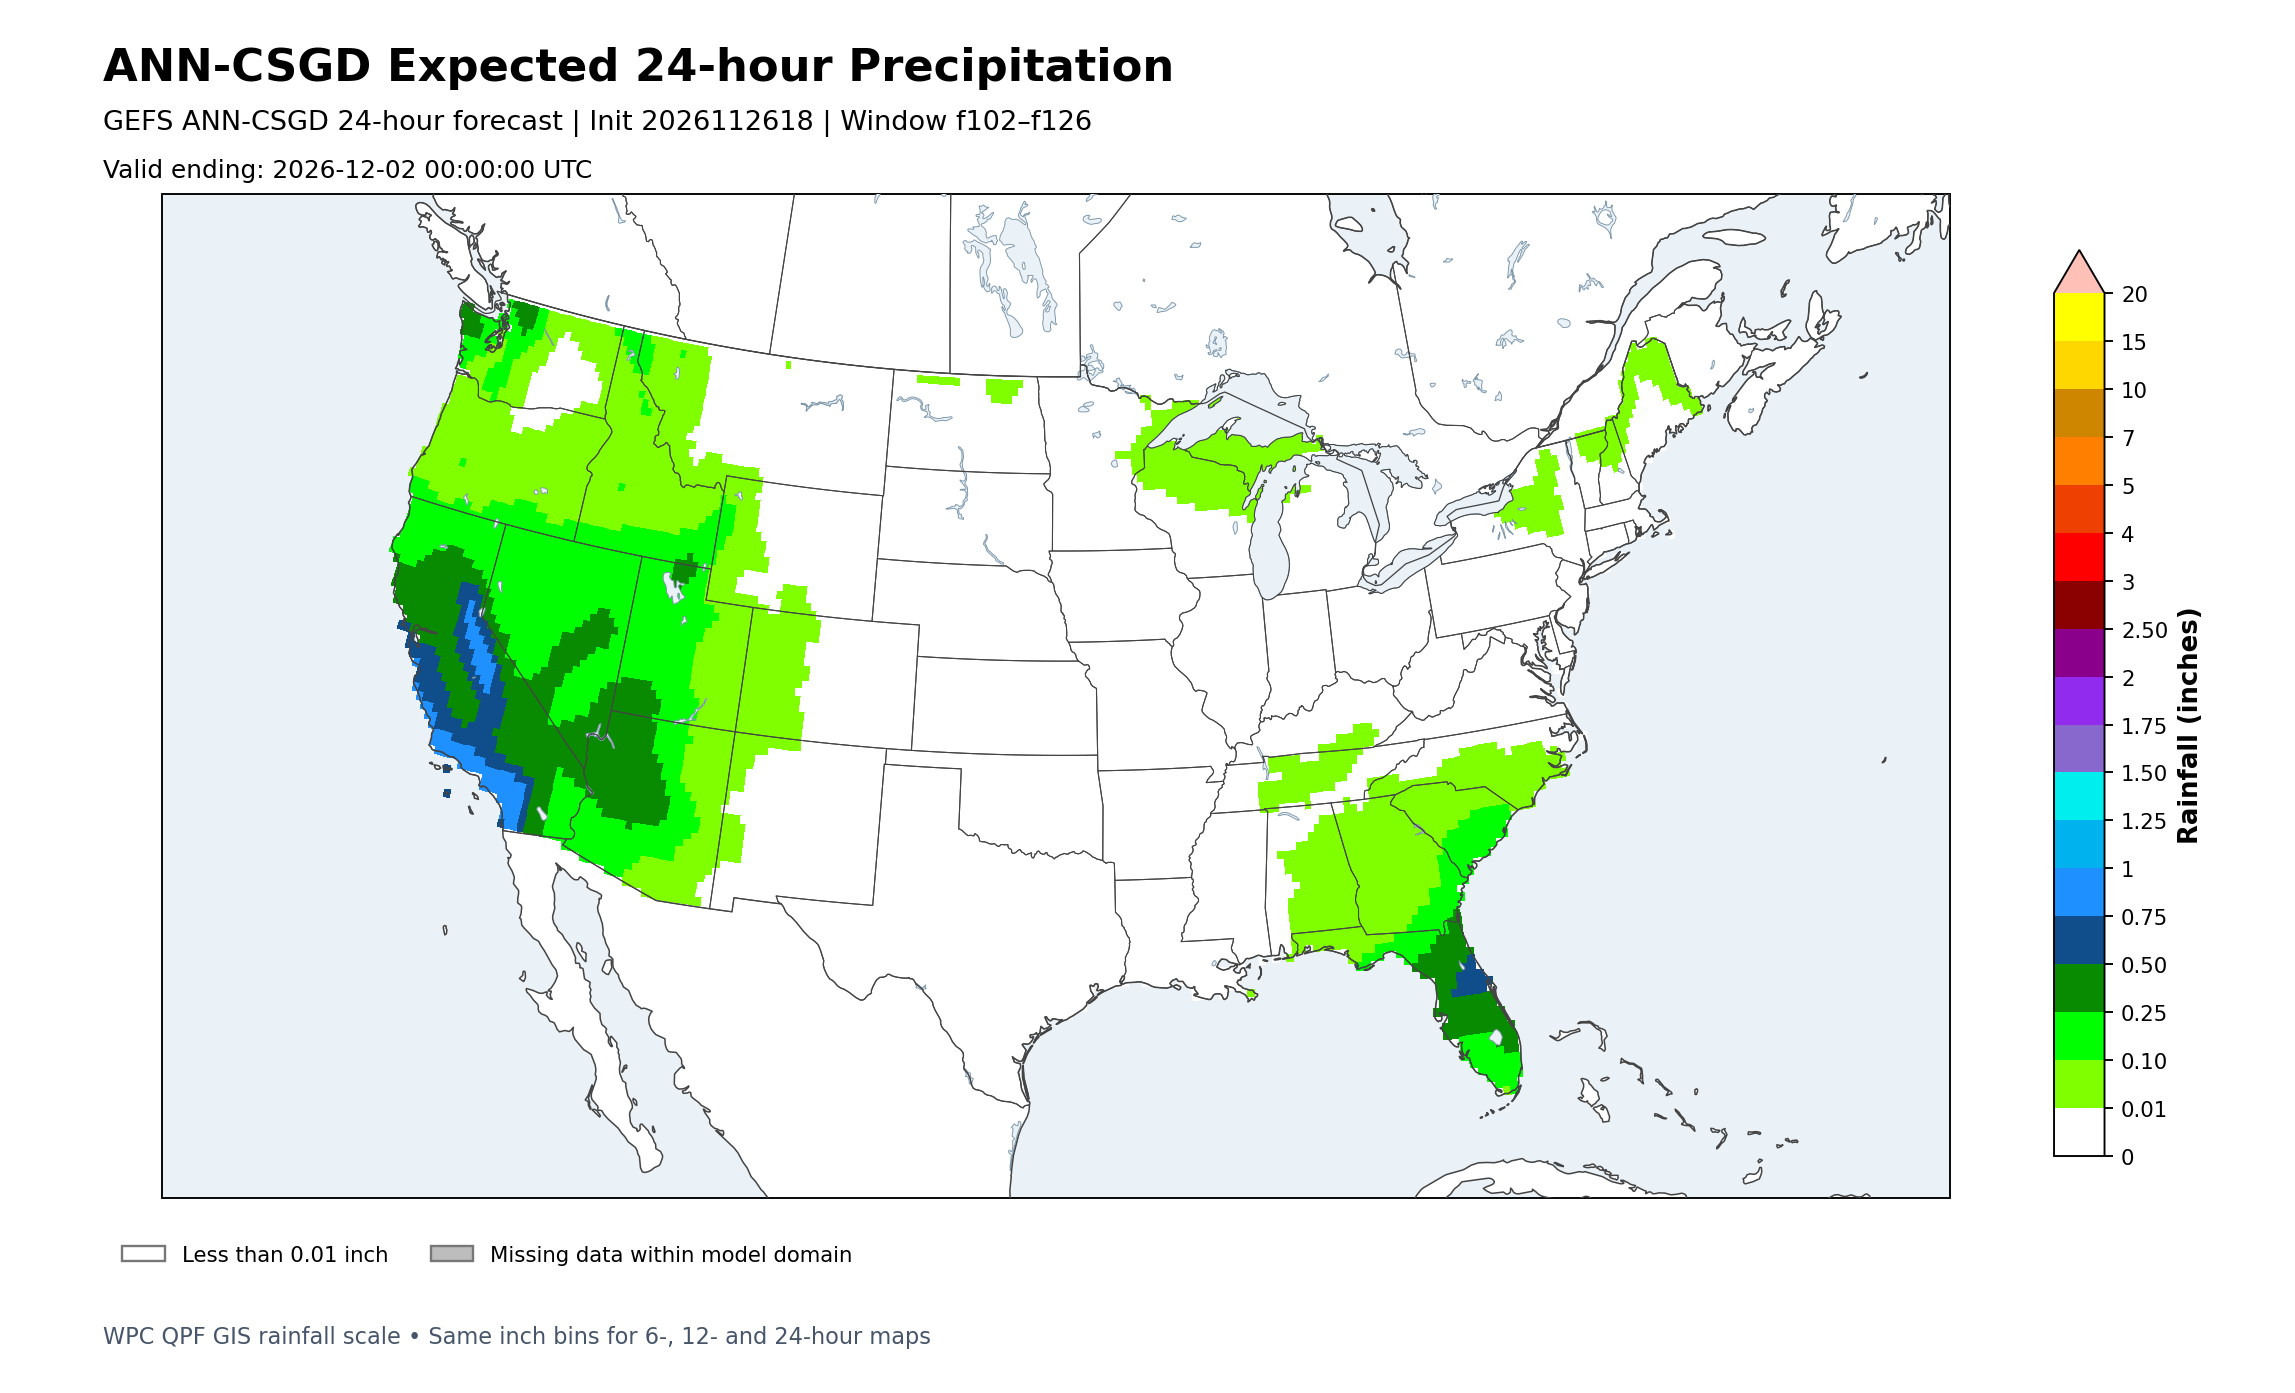 ANN-CSGD Expected 24-hour Precipitation
GEFS ANN-CSGD 24-hour forecast | Init 2026112618 | Window f102–f126
Valid ending: 2026-12-02 00:00:00 UTC
20
15
10
7
5
4
3
2.50
2
1.75
1.50
1.25
1
0.75
0.50
0.25
0.10
0.01
0
Rainfall (inches)
Less than 0.01 inch
Missing data within model domain
WPC QPF GIS rainfall scale • Same inch bins for 6-, 12- and 24-hour maps